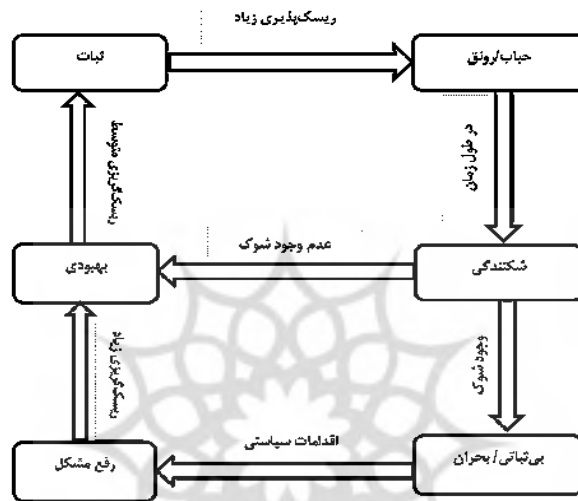 ریسک‌پذیری زیاد
حباب/رونق
ثبات
در طول زمان
ریسک‌گریزی متوسط
شکنندگی
عدم وجود شوک
بهبودی
وجود شوک
ریسک‌گریزی زیاد
بی‌ثباتی/بحران
اقدامات سیاستی
رفع مشکل